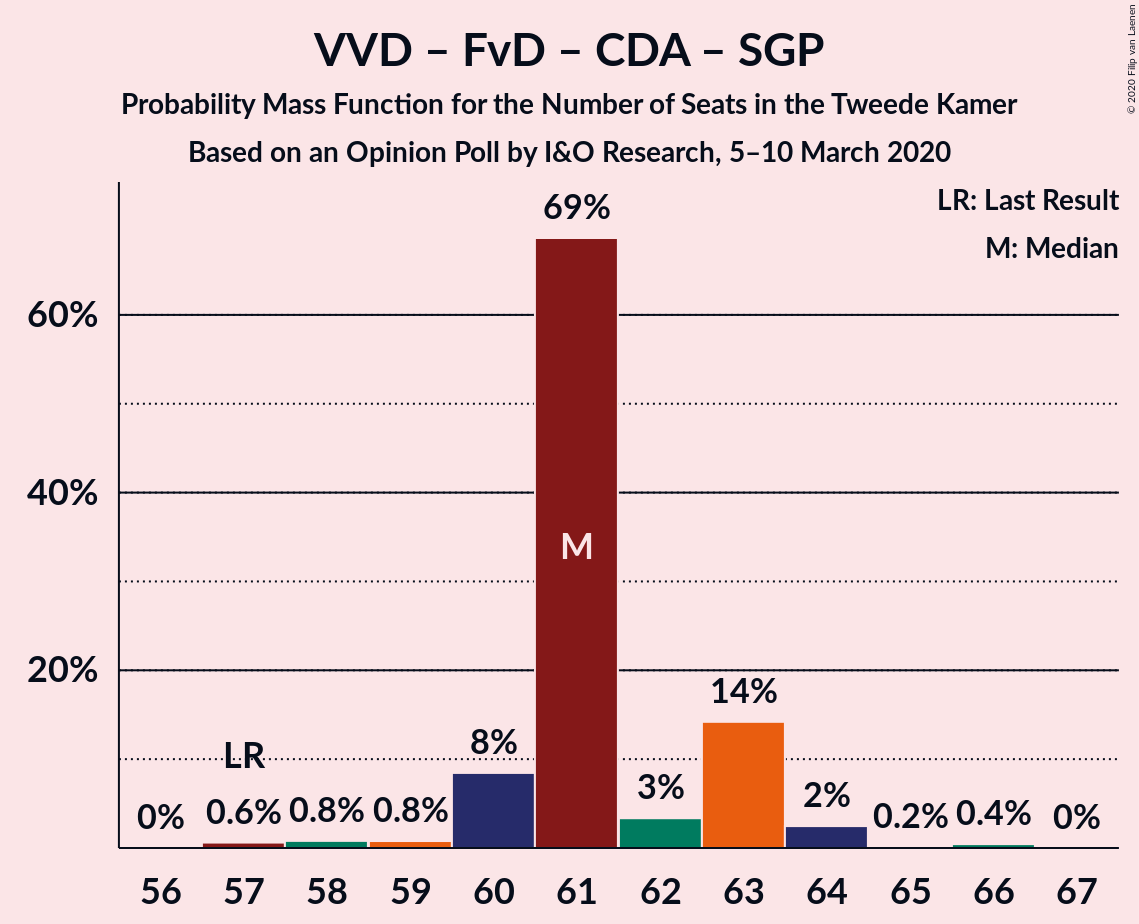 VVD – FvD – CDA – SGP
Probability Mass Function for the Number of Seats in the Tweede Kamer
Based on an Opinion Poll by I&O Research, 5–10 March 2020
© 2020 Filip van Laenen
LR: Last Result
M: Median
60%
40%
20%
0%
LR
0.6%
0.8%
0.8%
8%
69%
M
3%
14%
2%
0.2%
0.4%
0%
56 57 58 59 60 61 62 63 64 65 66 67